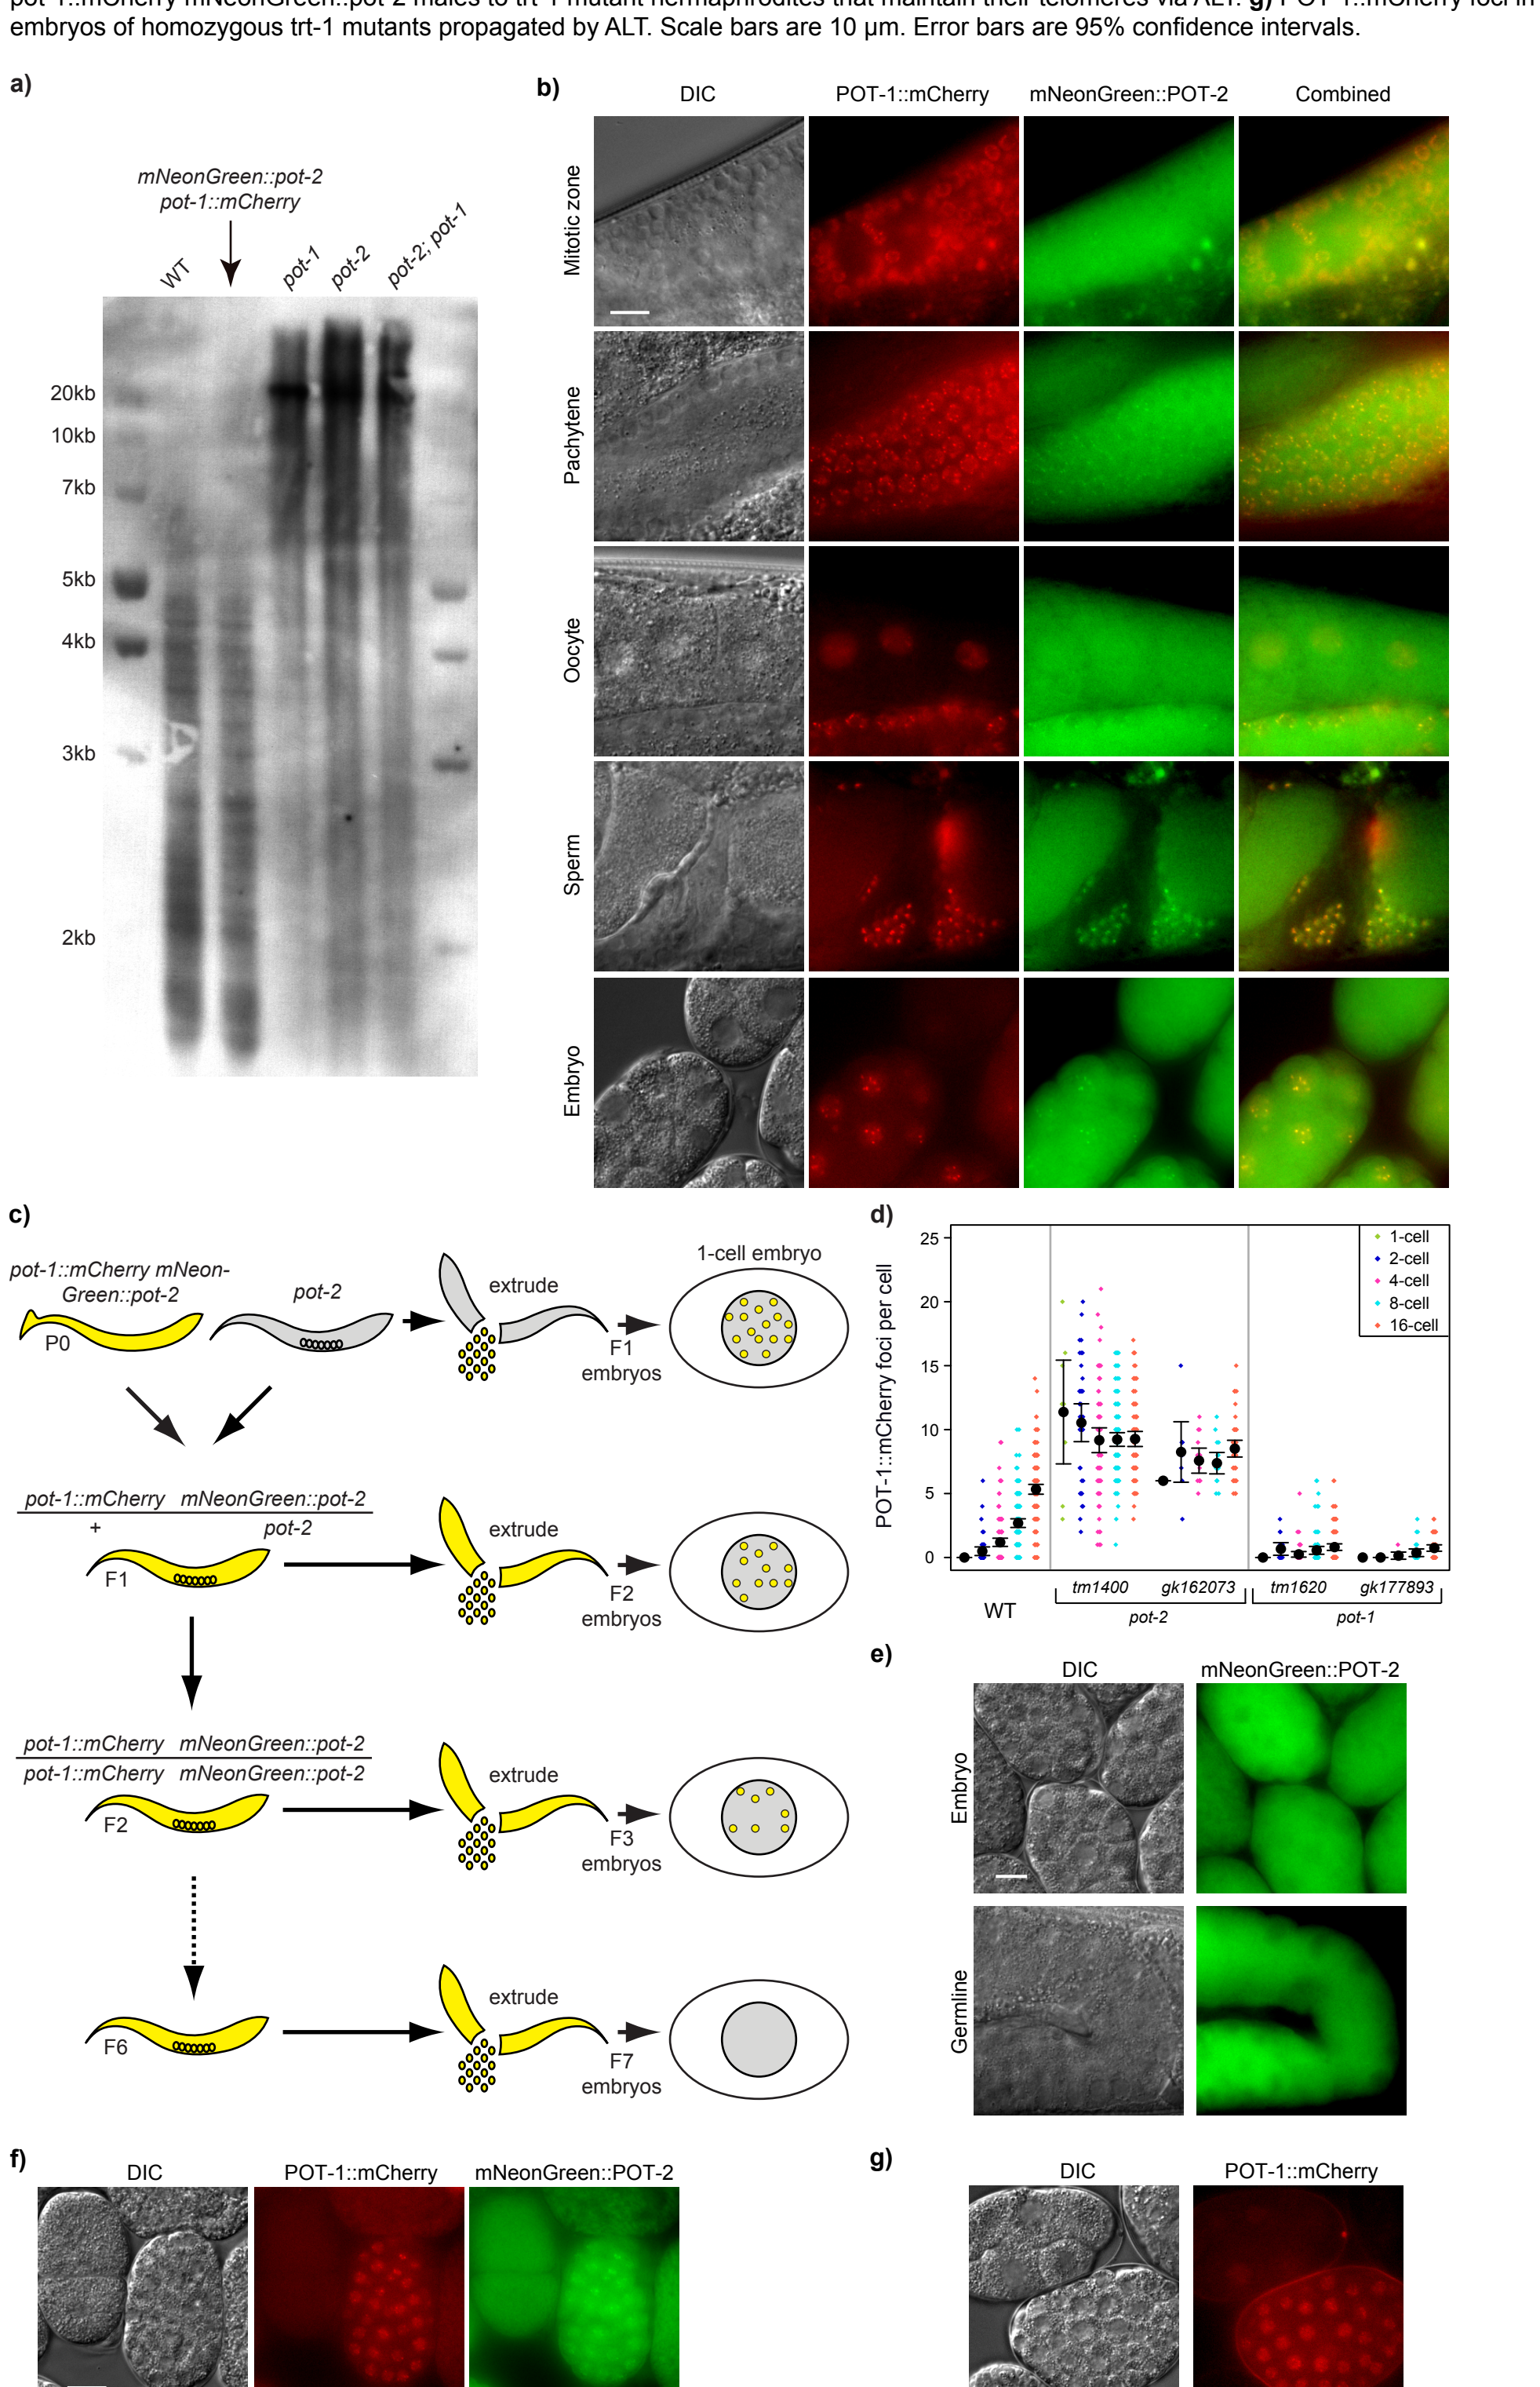 pot-1::mCherry mNeonGreen::pot-2 males to trt-1 mutant hermaphrodites that maintain their telomeres via ALT. g) POT-1::mCherry foci in
embryos of homozygous trt-1 mutants propagated by ALT. Scale bars are 10 µm. Error bars are 95% confidence intervals.
a)
mNeonGreen::pot-2
pot-1::mCherry
WT
pot-1
pot-2
pot-2; pot-1
20kb
10kb
7kb
5kb
4kb
3kb
2kb
b)
DIC
POT-1::mCherry
mNeonGreen::POT-2
Combined
Mitotic zone
Pachytene
Oocyte
Sperm
Embryo
c)
pot-1::mCherry mNeon-
Green::pot-2
pot-2
P0
extrude
F1
embryos
1-cell embryo
pot-1::mCherry mNeonGreen::pot-2
+ pot-2
F1
extrude
F2
embryos
pot-1::mCherry mNeonGreen::pot-2
pot-1::mCherry mNeonGreen::pot-2
F2
extrude
F3
embryos
F6
extrude
F7
embryos
d)
POT-1::mCherry foci per cell
25
20
15
10
5
0
1-cell
2-cell
4-cell
8-cell
16-cell
WT
tm1400
gk162073
pot-2
tm1620
gk177893
pot-1
e)
DIC
mNeonGreen::POT-2
Embryo
Germline
f)
DIC
POT-1::mCherry
mNeonGreen::POT-2
g)
DIC
POT-1::mCherry